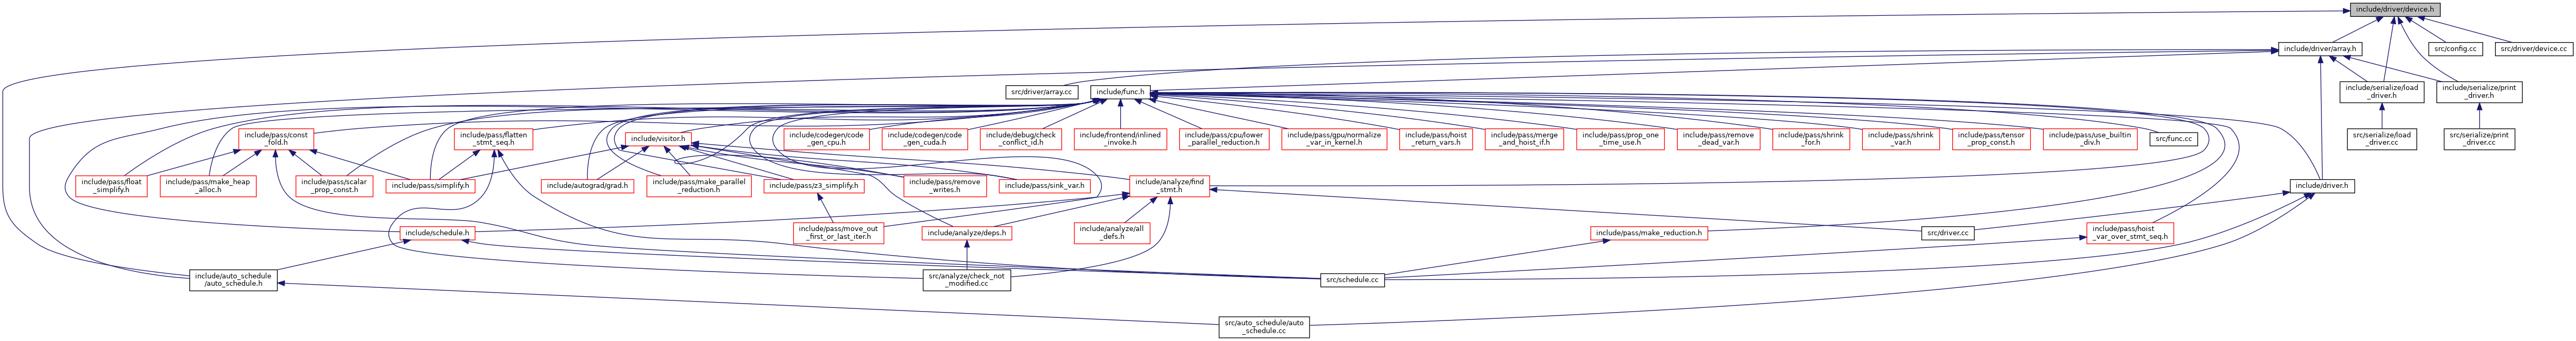 include/driver/device.h
include/driver/array.h
src/config.cc
src/driver/device.cc
src/driver/array.cc
include/func.h
include/serialize/load
_driver.h
include/serialize/print
_driver.h
include/pass/const
_fold.h
include/pass/flatten
_stmt_seq.h
include/visitor.h
include/codegen/code
_gen_cpu.h
include/codegen/code
_gen_cuda.h
include/debug/check
_conflict_id.h
include/frontend/inlined
_invoke.h
include/pass/cpu/lower
_parallel_reduction.h
include/pass/gpu/normalize
_var_in_kernel.h
include/pass/hoist
_return_vars.h
include/pass/merge
_and_hoist_if.h
include/pass/prop_one
_time_use.h
include/pass/remove
_dead_var.h
include/pass/shrink
_for.h
include/pass/shrink
_var.h
include/pass/tensor
_prop_const.h
include/pass/use_builtin
_div.h
src/func.cc
src/serialize/load
_driver.cc
src/serialize/print
_driver.cc
include/pass/float
_simplify.h
include/pass/make_heap
_alloc.h
include/pass/scalar
_prop_const.h
include/pass/simplify.h
include/autograd/grad.h
include/pass/make_parallel
_reduction.h
include/pass/z3_simplify.h
include/pass/remove
_writes.h
include/pass/sink_var.h
include/analyze/find
_stmt.h
include/driver.h
include/schedule.h
include/pass/move_out
_first_or_last_iter.h
include/analyze/deps.h
include/analyze/all
_defs.h
include/pass/make_reduction.h
src/driver.cc
include/pass/hoist
_var_over_stmt_seq.h
include/auto_schedule
/auto_schedule.h
src/analyze/check_not
_modified.cc
src/schedule.cc
src/auto_schedule/auto
_schedule.cc